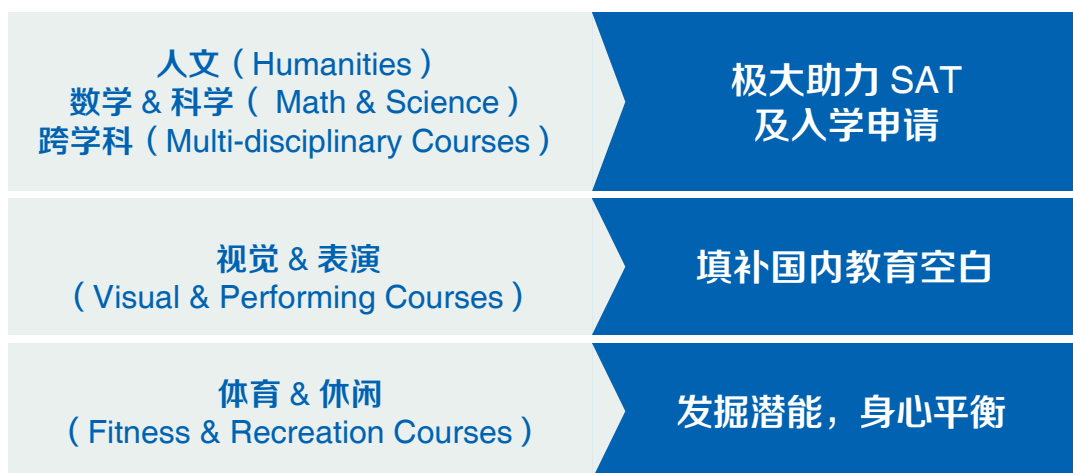 人文（Humanities）
数学 & 科学（ Math & Science）
跨学科（Multi-disciplinary Courses）
极大助力 SAT
及入学申请
视觉 & 表演
（Visual & Performing Courses）
填补国内教育空白
体育 & 休闲
（Fitness & Recreation Courses）
发掘潜能，身心平衡